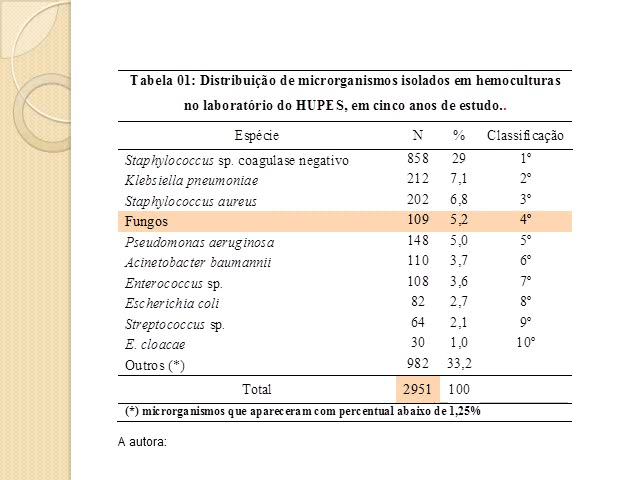 Tabela 01: Distribuição de microrganismos isolados em hemoculturas
no laboratório do HUPES, em cinco anos de estudo..
Espécie N % Classificação
Staphylococcus sp. coagulase negativo 858 29 1º
Klebsiella pneumoniae 212 7,1 2º
Staphylococcus aureus 202 6,8 3º
Fungos 109 5,2 4º
Pseudomonas aeruginosa 148 5,0 5º
Acinetobacter baumannii 110 3,7 6º
Enterococcus sp. 108 3,6 7º
Escherichia coli 82 2,7 8º
Streptococcus sp. 64 2,1 9º
E. cloacae 30 1,0 10º
Outros (*) 982 33,2
Total 2951 100
(*) microrganismos que apareceram com percentual abaixo de 1,25%
A autora: